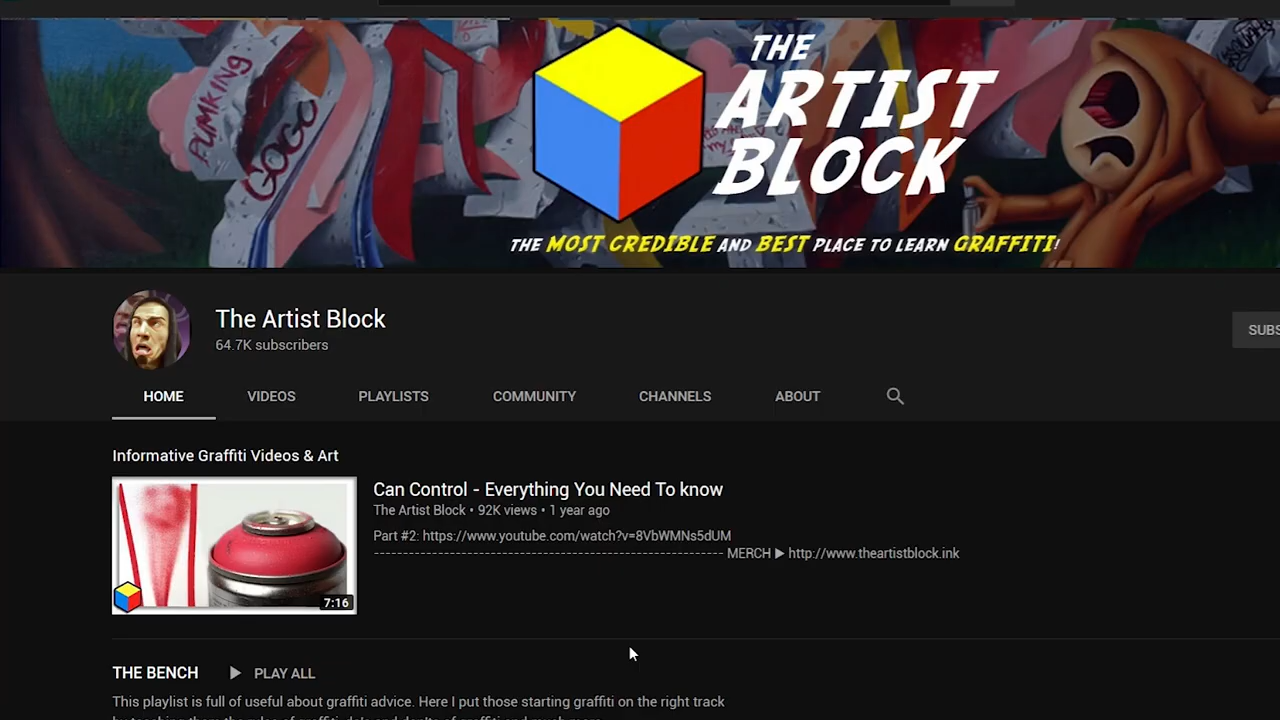 THE
ARTIST
BLOCK
FUMKING
GOGO
THE MOST CREDIBLE AND BEST PLACE TO LEARN GRAFFITI!
The Artist Block
64.7K subscribers
SUBS
HOME VIDEOS PLAYLISTS COMMUNITY CHANNELS ABOUT
Informative Graffiti Videos & Art
Can Control - Everything You Need To know
The Artist Block • 92K views • 1 year ago
Part #2: https://www.youtube.com/watch?v=8VbWMNs5dUM
------------------------------------------------------------- MERCH ▶ http://www.theartistblock.ink
7:16
THE BENCH PLAY ALL
This playlist is full of useful about graffiti advice. Here I put those starting graffiti on the right track